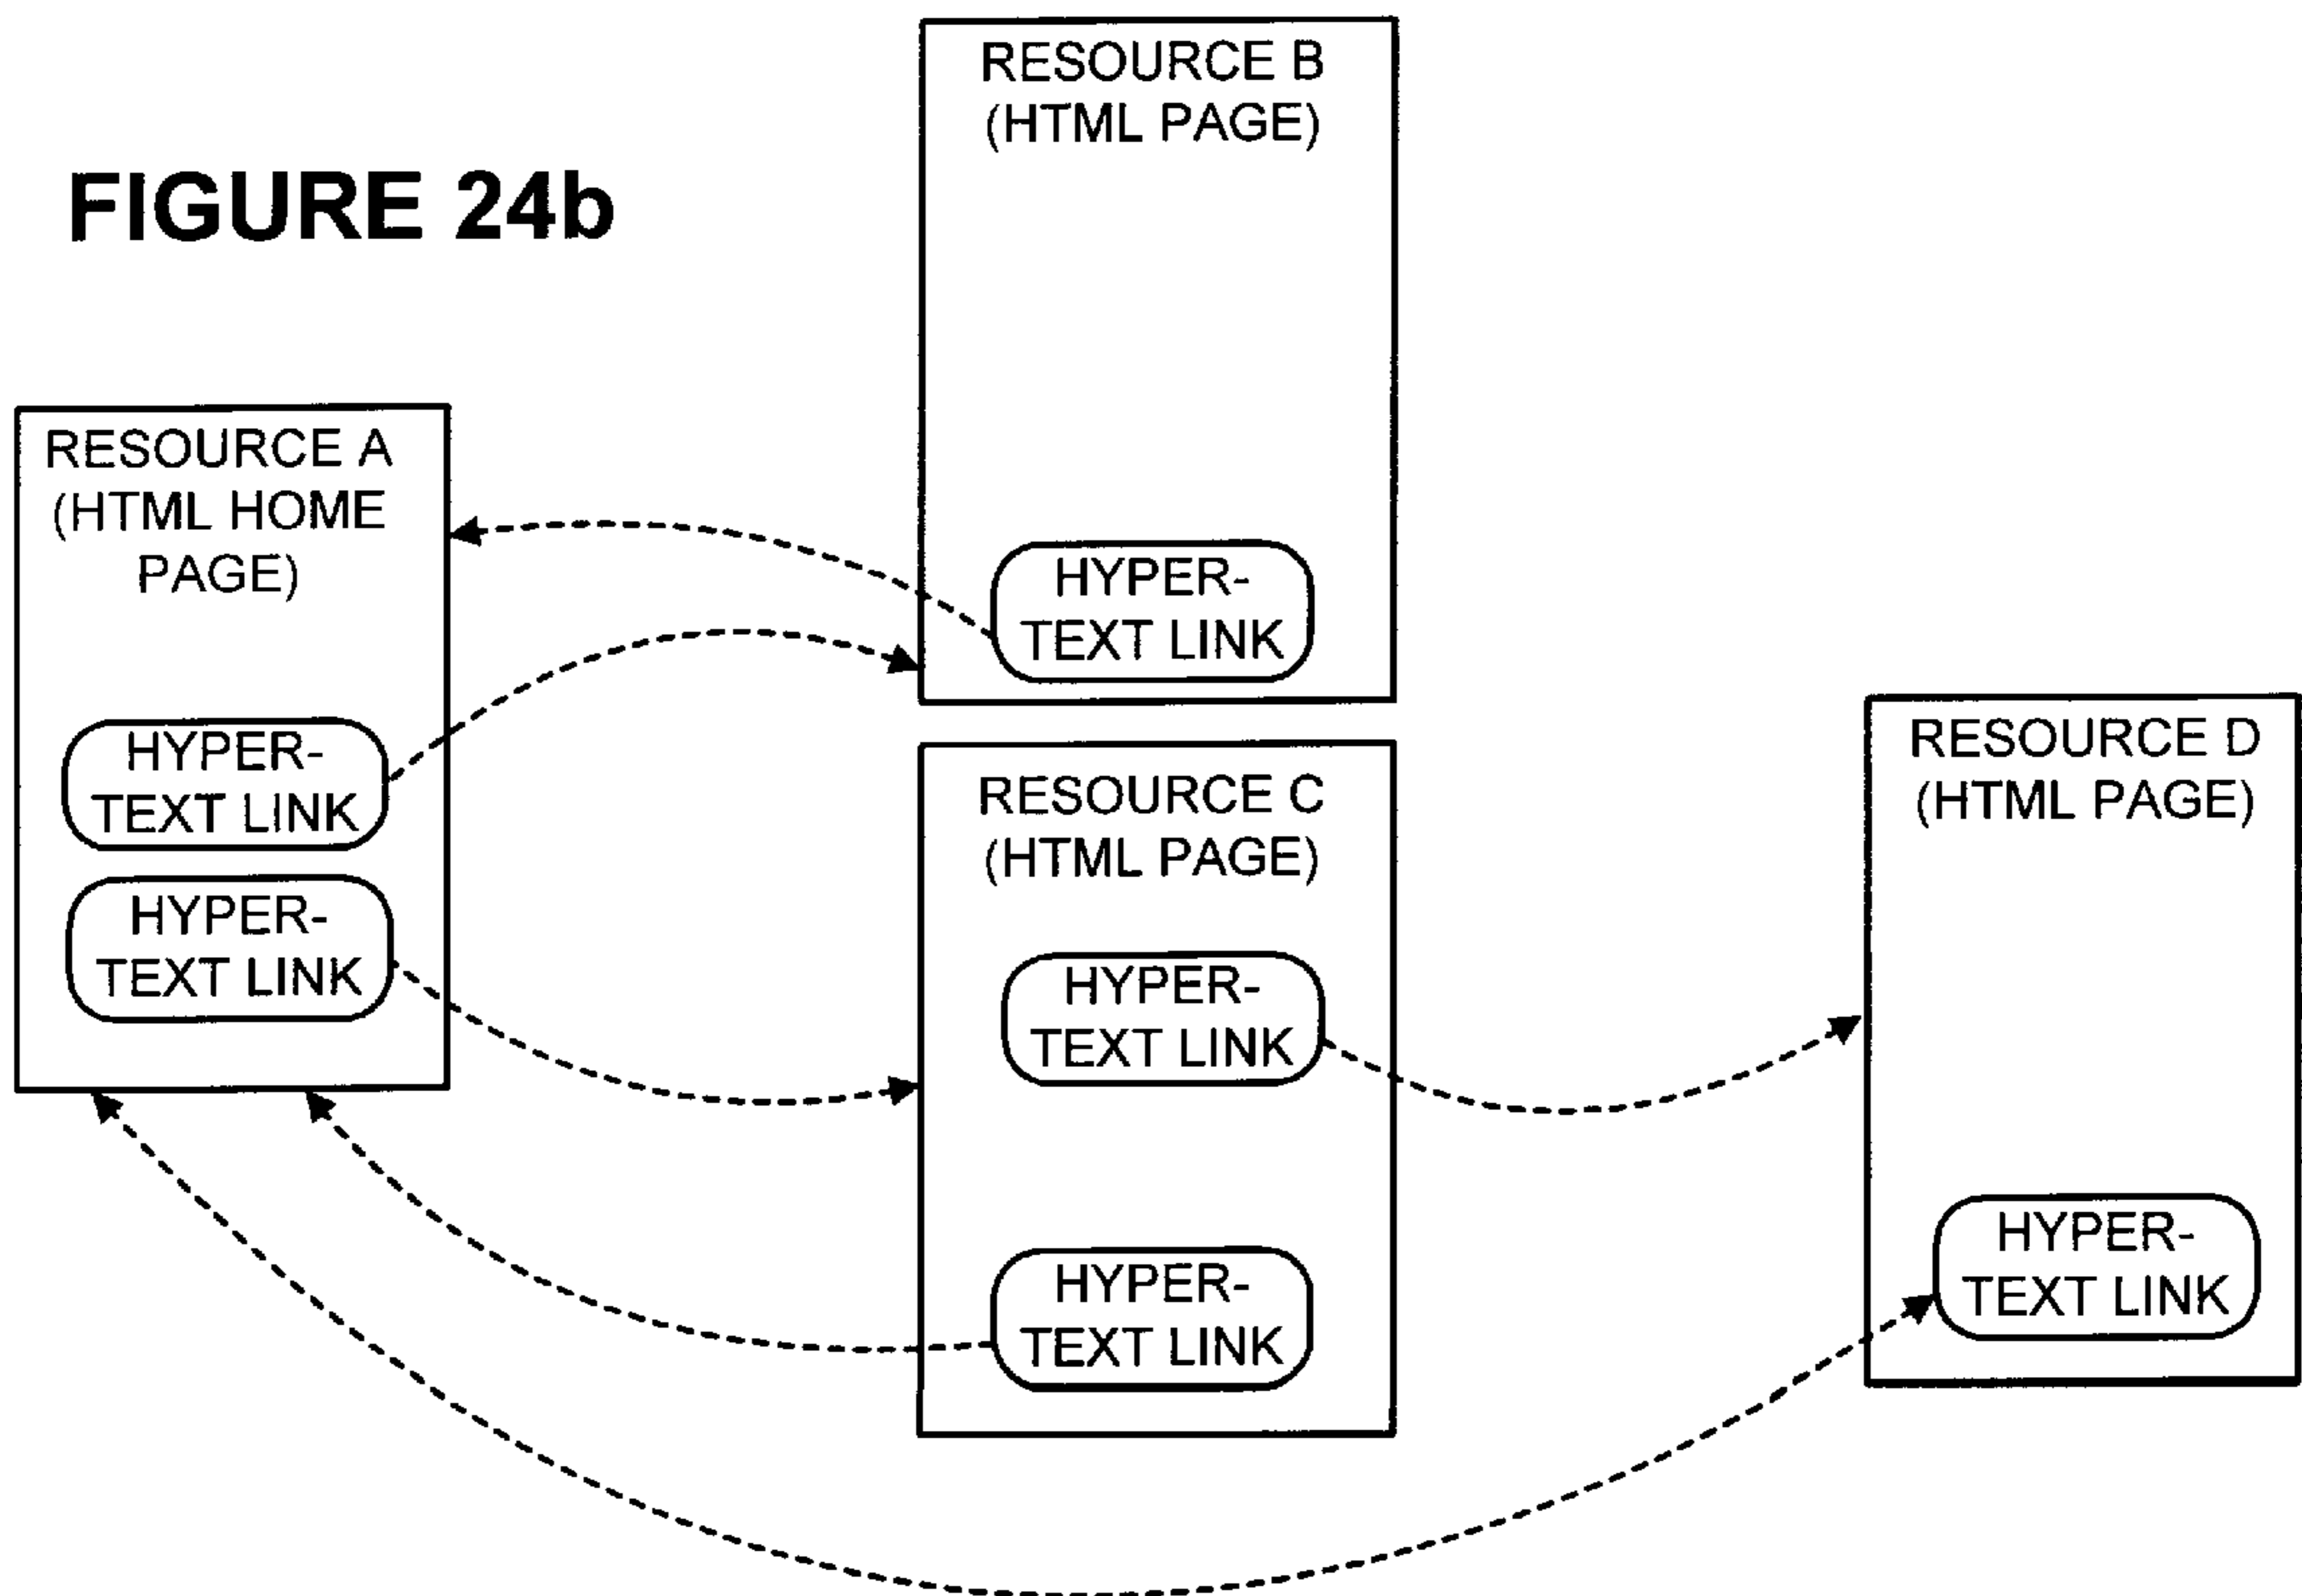 FIGURE 24b
RESOURCE A
(HTML HOME
PAGE)
HYPER-
TEXT LINK
HYPER-
TEXT LINK
RESOURCE B
(HTML PAGE)
HYPER-
TEXT LINK
RESOURCE C
(HTML PAGE)
HYPER-
TEXT LINK
HYPER-
TEXT LINK
RESOURCE D
(HTML PAGE)
HYPER-
TEXT LINK